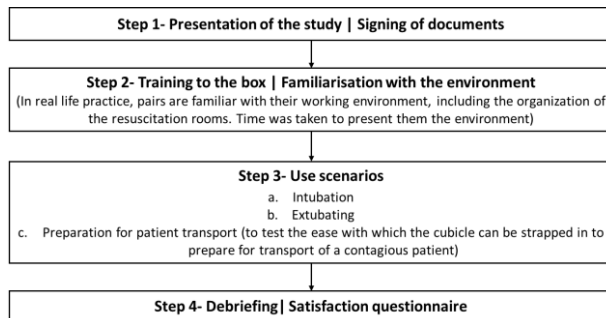 Step 1- Presentation of the study | Signing of documents
Step 2- Training to the box | Familiarisation with the environment
(In real life practice, pairs are familiar with their working environment, including the organization of
the resuscitation rooms. Time was taken to present them the environment)
Step 3- Use scenarios
a. Intubation
b. Extubating
c. Preparation for patient transport (to test the ease with which the cubicle can be strapped in to
prepare for transport of a contagious patient)
Step 4- Debriefing| Satisfaction questionnaire